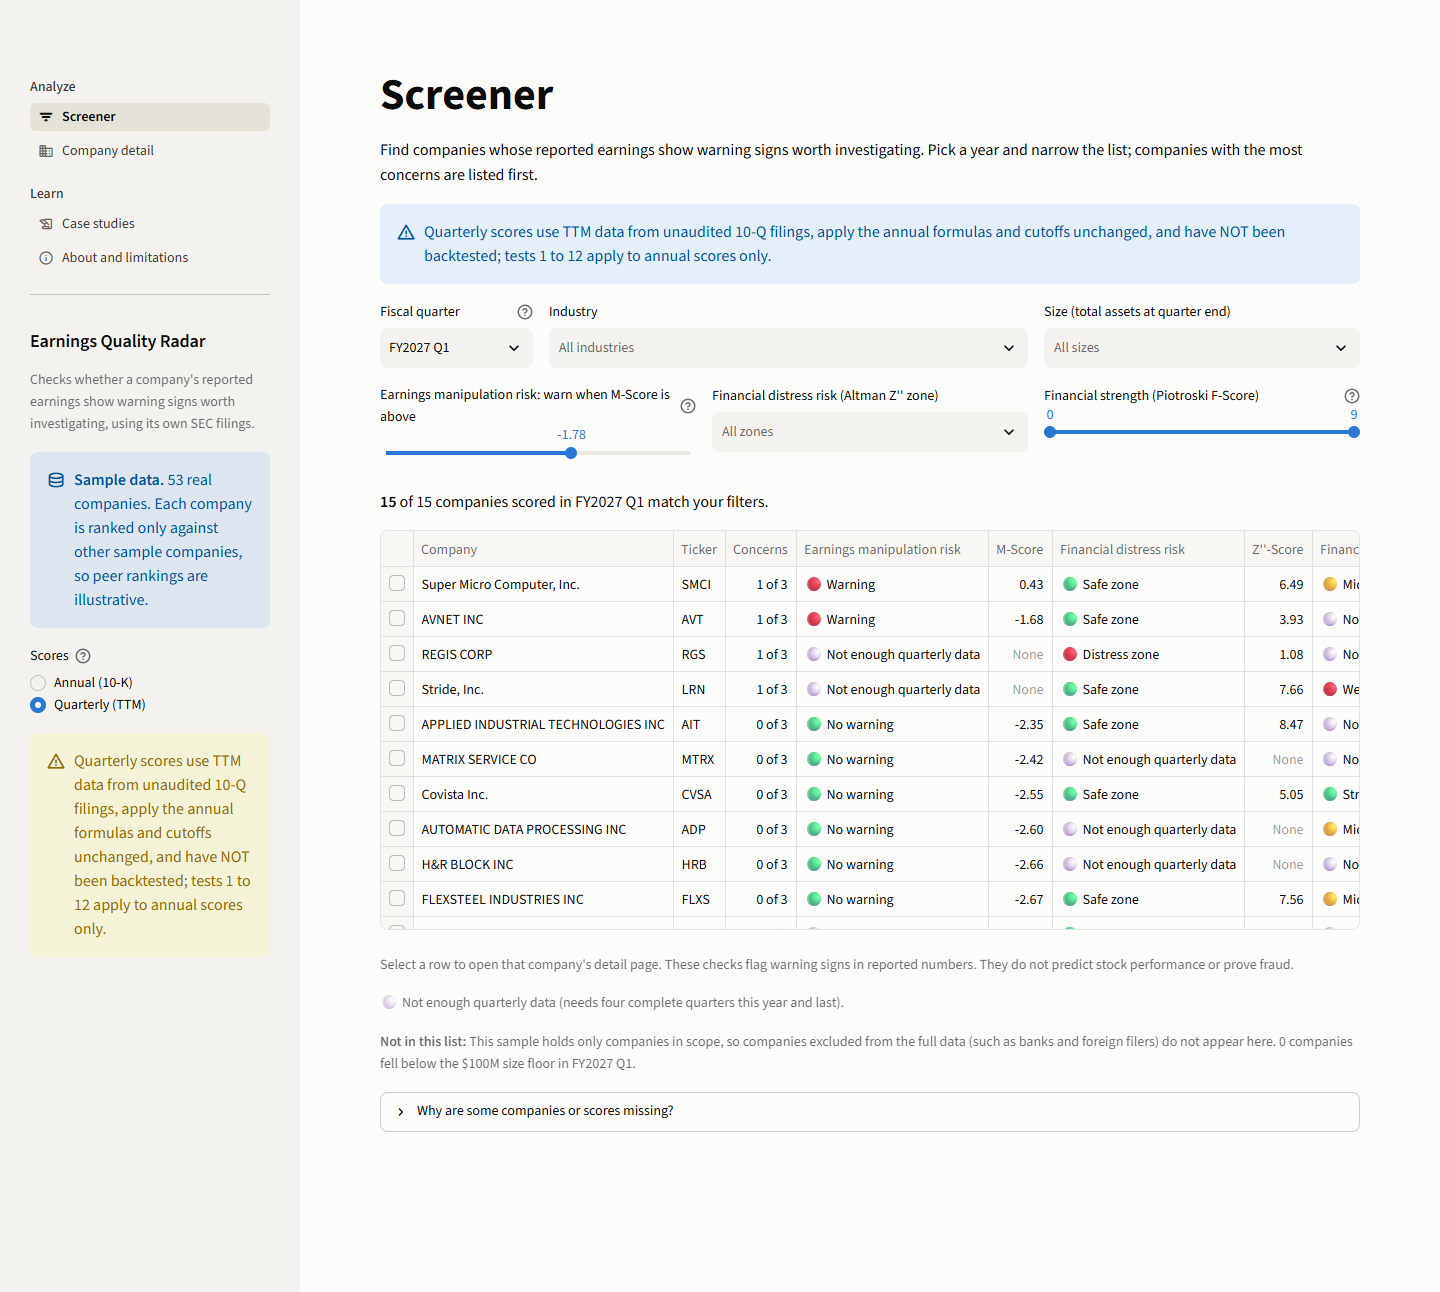 Analyze
Screener
Company detail
Learn
Case studies
About and limitations
Earnings Quality Radar
Checks whether a company's reported
earnings show warning signs worth
investigating, using its own SEC filings.
Sample data. 53 real
companies. Each company
is ranked only against
other sample companies,
so peer rankings are
illustrative.
Scores
Annual (10-K)
Quarterly (TTM)
Quarterly scores use TTM
data from unaudited 10-Q
filings, apply the annual
formulas and cutoffs
unchanged, and have NOT
been backtested; tests 1 to
12 apply to annual scores
only.
Screener
Find companies whose reported earnings show warning signs worth investigating. Pick a year and narrow the list; companies with the most
concerns are listed first.
Quarterly scores use TTM data from unaudited 10-Q filings, apply the annual formulas and cutoffs unchanged, and have NOT been
backtested; tests 1 to 12 apply to annual scores only.
Fiscal quarter Industry Size (total assets at quarter end)
FY2027 Q1 All industries All sizes
Earnings manipulation risk: warn when M-Score is
above
-1.78
Financial distress risk (Altman Z'' zone)
All zones
Financial strength (Piotroski F-Score)
0 9
15 of 15 companies scored in FY2027 Q1 match your filters.
Company Ticker Concerns Earnings manipulation risk M-Score Financial distress risk Z''-Score Financ
Super Micro Computer, Inc. SMCI 1 of 3 Warning 0.43 Safe zone 6.49 Mid
AVNET INC AVT 1 of 3 Warning -1.68 Safe zone 3.93 No
REGIS CORP RGS 1 of 3 Not enough quarterly data None Distress zone 1.08 No
Stride, Inc. LRN 1 of 3 Not enough quarterly data None Safe zone 7.66 We
APPLIED INDUSTRIAL TECHNOLOGIES INC AIT 0 of 3 No warning -2.35 Safe zone 8.47 No
MATRIX SERVICE CO MTRX 0 of 3 No warning -2.42 Not enough quarterly data None No
Covista Inc. CVSA 0 of 3 No warning -2.55 Safe zone 5.05 Str
AUTOMATIC DATA PROCESSING INC ADP 0 of 3 No warning -2.60 Not enough quarterly data None Mid
H&R BLOCK INC HRB 0 of 3 No warning -2.66 Not enough quarterly data None No
FLEXSTEEL INDUSTRIES INC FLXS 0 of 3 No warning -2.67 Safe zone 7.56 Mid
Select a row to open that company's detail page. These checks flag warning signs in reported numbers. They do not predict stock performance or prove fraud.
Not enough quarterly data (needs four complete quarters this year and last).
Not in this list: This sample holds only companies in scope, so companies excluded from the full data (such as banks and foreign filers) do not appear here. 0 companies
fell below the $100M size floor in FY2027 Q1.
Why are some companies or scores missing?